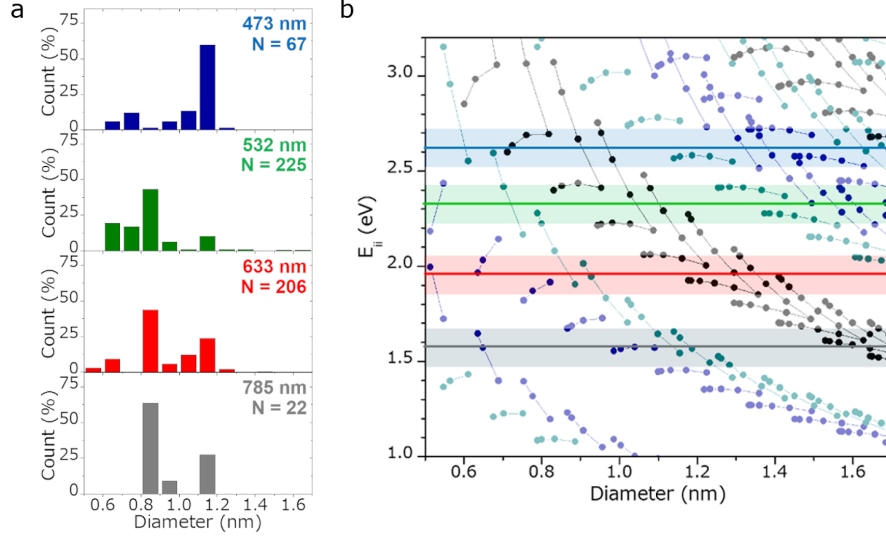 a
b
75
473 nm
N = 67
Count (%)
50
25
0
75
532 nm
N = 225
Count (%)
50
25
0
75
633 nm
N = 206
Count (%)
50
25
0
75
785 nm
N = 22
Count (%)
50
25
0
0.6 0.8 1.0 1.2 1.4 1.6
Diameter (nm)
3.0
2.5
E_ii (eV)
2.0
1.5
1.0
0.6 0.8 1.0 1.2 1.4 1.6
Diameter (nm)